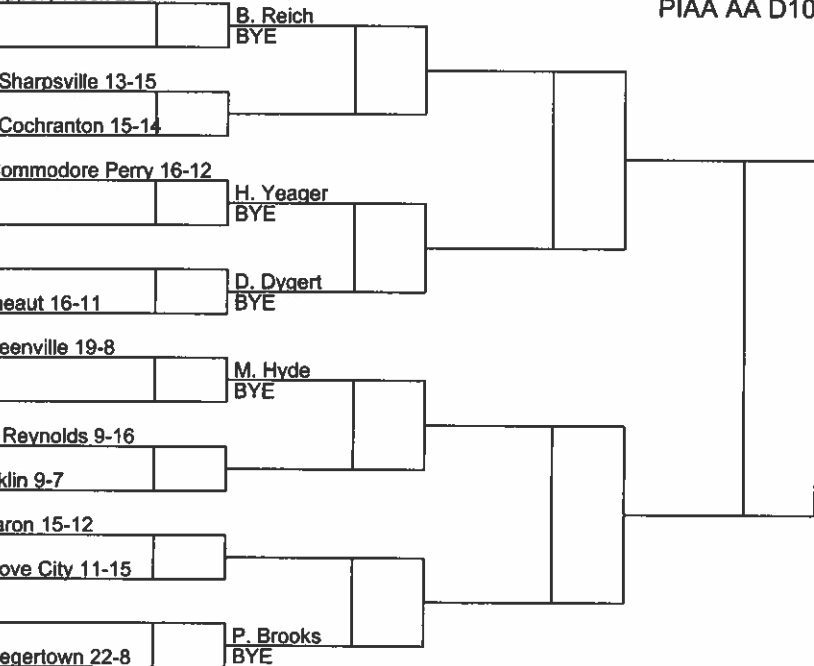 B. Reich
BYE
PIAA AA D10
Sharpsville 13-15
Cochranton 15-14
ommodore Perry 16-12
H. Yeager
BYE
D. Dygert
BYE
neaut 16-11
eenville 19-8
M. Hyde
BYE
Reynolds 9-16
klin 9-7
aron 15-12
ove City 11-15
P. Brooks
BYE
egertown 22-8